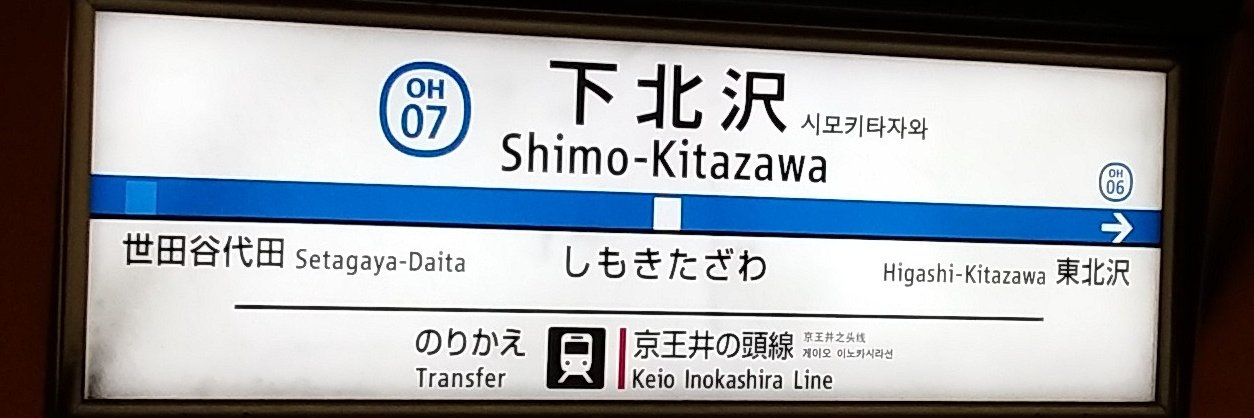 OH
07
下北沢 시모키타자와
Shimo-Kitazawa
OH
06
世田谷代田 Setagaya-Daita
しもきたざわ
Higashi-Kitazawa 東北沢
のりかえ
Transfer
京王井の頭線
京王井之头线
게이오 이노카시라선
Keio Inokashira Line